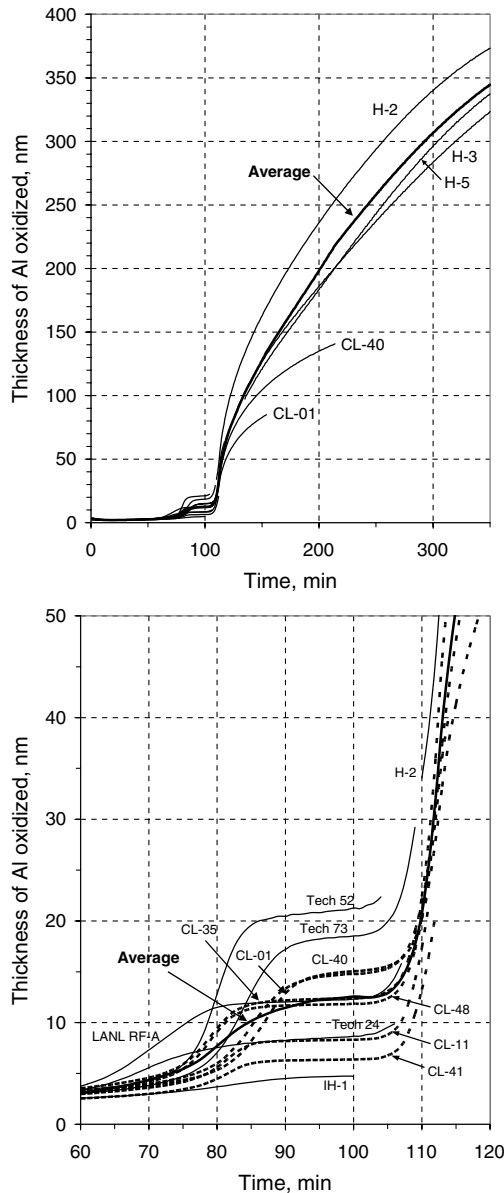 400
350
300
250
200
150
100
50
0
Thickness of Al oxidized, nm
H-2
Average
H-3
H-5
CL-40
CL-01
0 100 200 300
Time, min
50
40
30
20
10
0
Thickness of Al oxidized, nm
H-2
Tech 52
CL-35
Tech 73
CL-01
CL-40
Average
LANL RF-A
CL-48
Tech 24
CL-11
CL-41
IH-1
60 70 80 90 100 110 120
Time, min